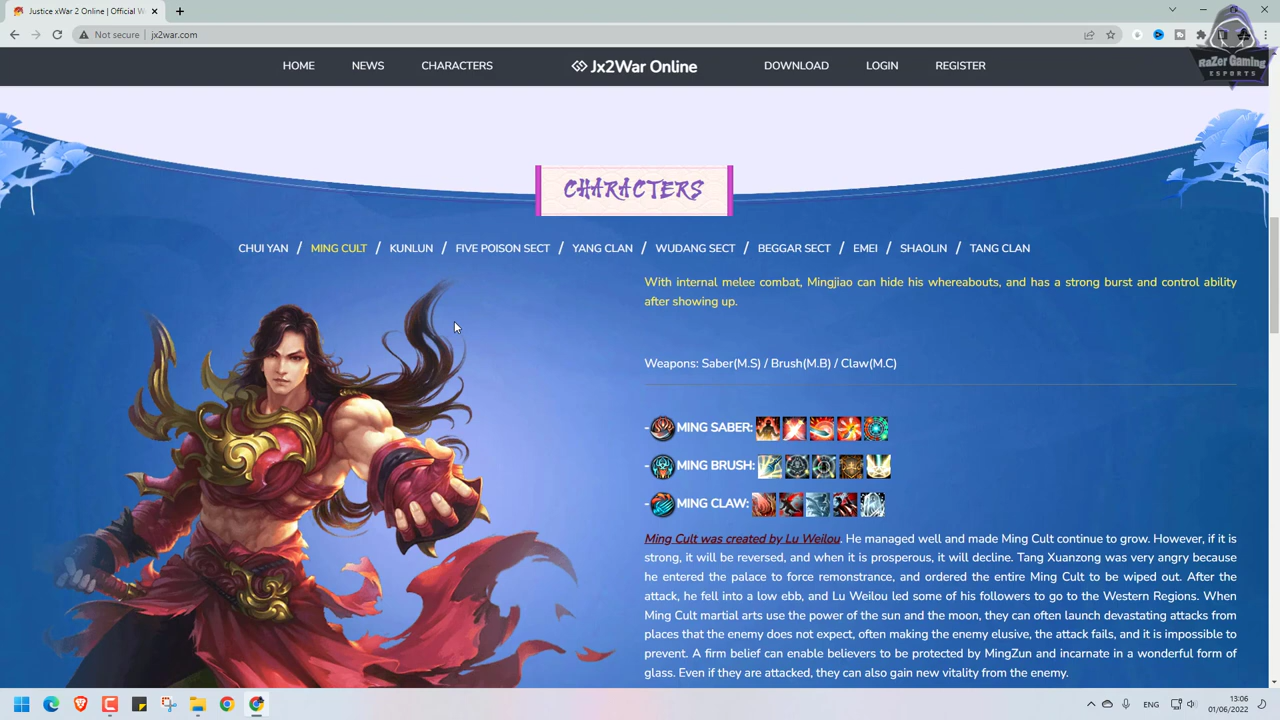 Justice xWar 2 Online | Official W
Not secure | jx2war.com
RaZer Gaming
ESPORTS
HOME NEWS CHARACTERS Jx2War Online DOWNLOAD LOGIN REGISTER
CHARACTERS
CHUI YAN / MING CULT / KUNLUN / FIVE POISON SECT / YANG CLAN / WUDANG SECT / BEGGAR SECT / EMEI / SHAOLIN / TANG CLAN
With internal melee combat, Mingjiao can hide his whereabouts, and has a strong burst and control ability
after showing up.
Weapons: Saber(M.S) / Brush(M.B) / Claw(M.C)
- MING SABER:
- MING BRUSH:
- MING CLAW:
Ming Cult was created by Lu Weilou. He managed well and made Ming Cult continue to grow. However, if it is
strong, it will be reversed, and when it is prosperous, it will decline. Tang Xuanzong was very angry because
he entered the palace to force remonstrance, and ordered the entire Ming Cult to be wiped out. After the
attack, he fell into a low ebb, and Lu Weilou led some of his followers to go to the Western Regions. When
Ming Cult martial arts use the power of the sun and the moon, they can often launch devastating attacks from
places that the enemy does not expect, often making the enemy elusive, the attack fails, and it is impossible to
prevent. A firm belief can enable believers to be protected by MingZun and incarnate in a wonderful form of
glass. Even if they are attacked, they can also gain new vitality from the enemy.
ENG
13:06
01/06/2022